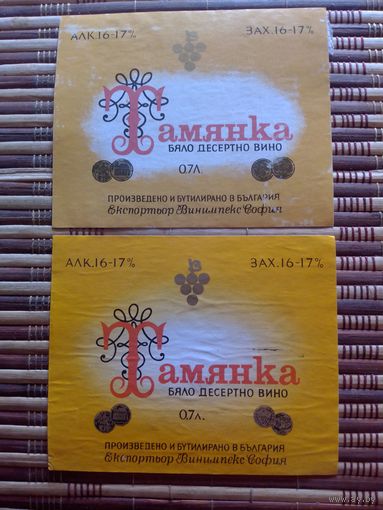 АЛК.16-17% ЗАХ.16-17%
Тамянка
БЯЛО ДЕСЕРТНО ВИНО
0.7Л.
ПРОИЗВЕДЕНО И БУТИЛИРАНО В БЪЛГАРИЯ
Експортьор Винимпекс София
АЛК.16-17% ЗАХ.16-17%
Тамянка
БЯЛО ДЕСЕРТНО ВИНО
0.7л.
ПРОИЗВЕДЕНО И БУТИЛИРАНО В БЪЛГАРИЯ
Експортьор Винимпекс София